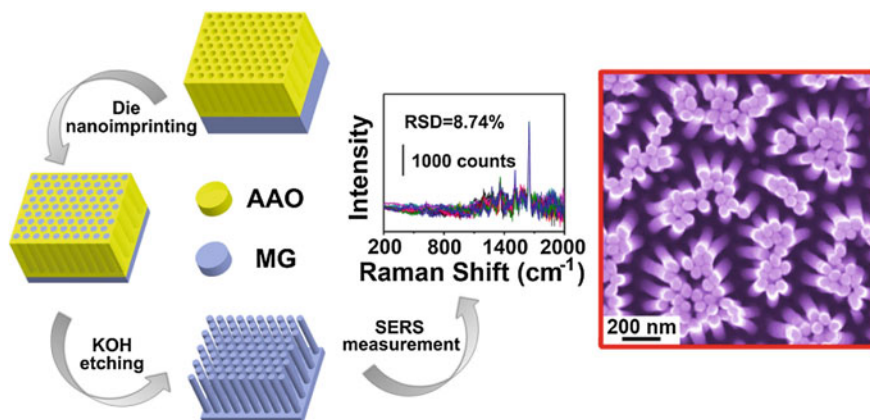 Die
nanoimprinting
AAO
MG
KOH
etching
RSD=8.74%
1000 counts
Intensity
200 800 1400 2000
Raman Shift (cm⁻¹)
SERS
measurement
200 nm